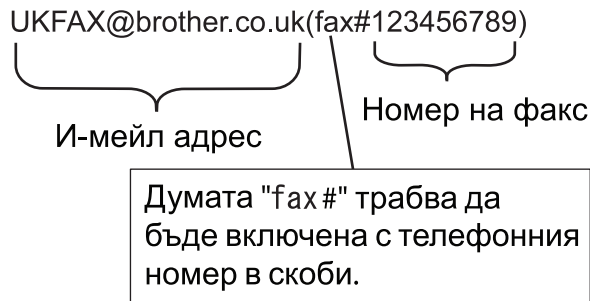 UKFAX@brother.co.uk(fax#123456789)
И-мейл адрес
Номер на факс
Думата "fax#" трабва да
бъде включена с телефонния
номер в скоби.